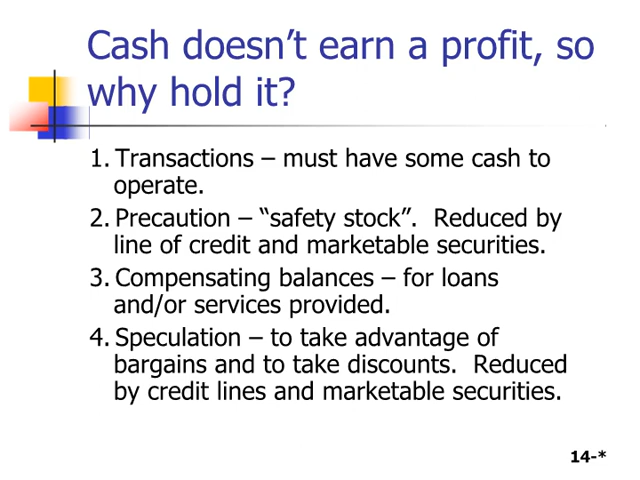 Cash doesn’t earn a profit, so
why hold it?
1. Transactions – must have some cash to
operate.
2. Precaution – “safety stock”. Reduced by
line of credit and marketable securities.
3. Compensating balances – for loans
and/or services provided.
4. Speculation – to take advantage of
bargains and to take discounts. Reduced
by credit lines and marketable securities.
14-*